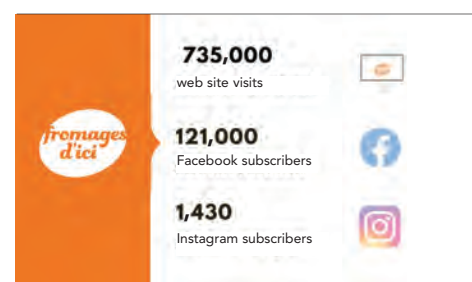 fromages
d'ici
735,000
web site visits
121,000
Facebook subscribers
1,430
Instagram subscribers